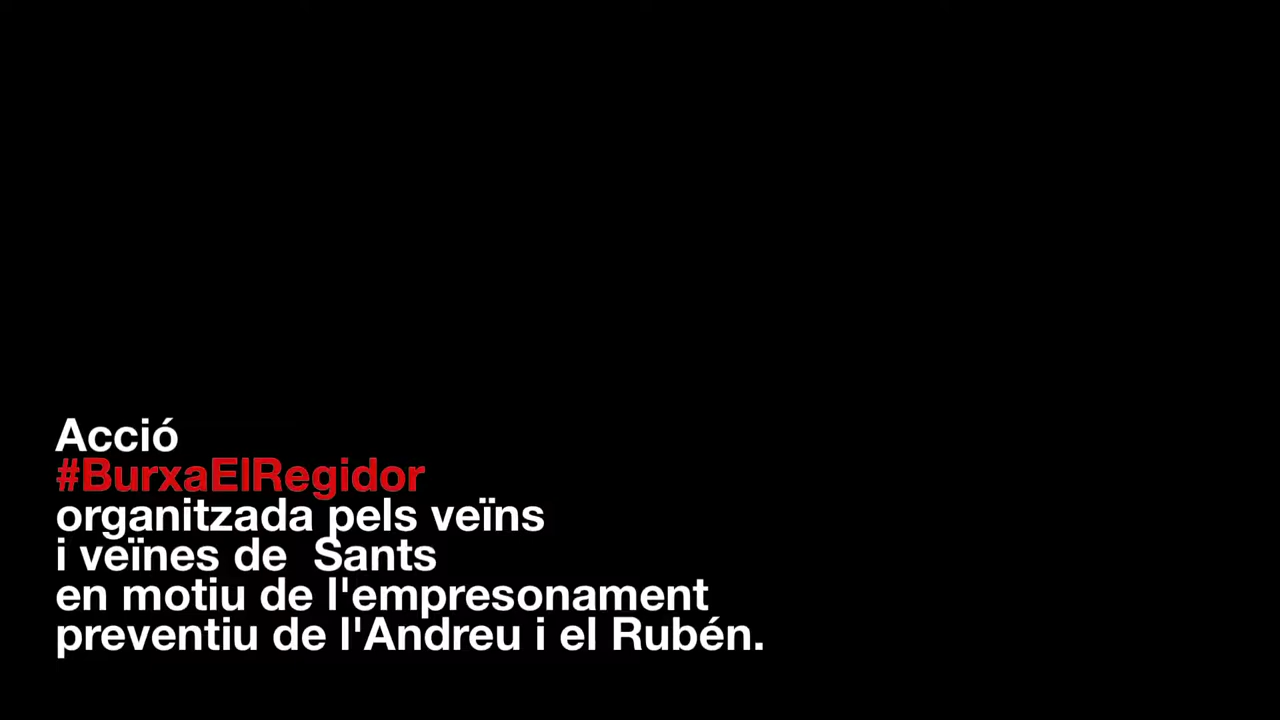 Acció
#BurxaElRegidor
organitzada pels veïns
i veïnes de  Sants
en motiu de l'empresonament
preventiu de l'Andreu i el Rubén.